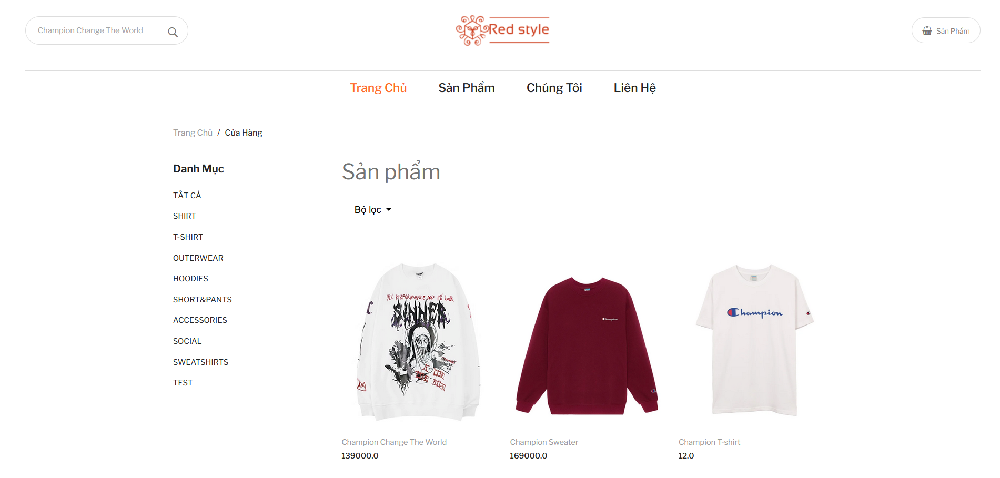 Champion Change The World
Red style
Sản Phẩm
Trang Chủ
Sản Phẩm
Chúng Tôi
Liên Hệ
Trang Chủ / Cửa Hãng
Danh Mục
TẤT CẢ
SHIRT
T-SHIRT
OUTERWEAR
HOODIES
SHORT&PANTS
ACCESSORIES
SOCIAL
SWEATSHIRTS
TEST
Sản phẩm
Bộ lọc
99% PERFORMANCE AND 1% Luck
SINNER
Champion
Champion
Champion Change The World
139000.0
Champion Sweater
169000.0
Champion T-shirt
12.0